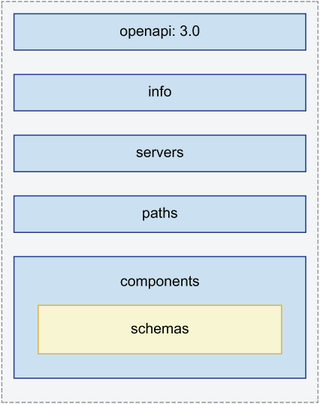 openapi: 3.0
info
servers
paths
components
schemas